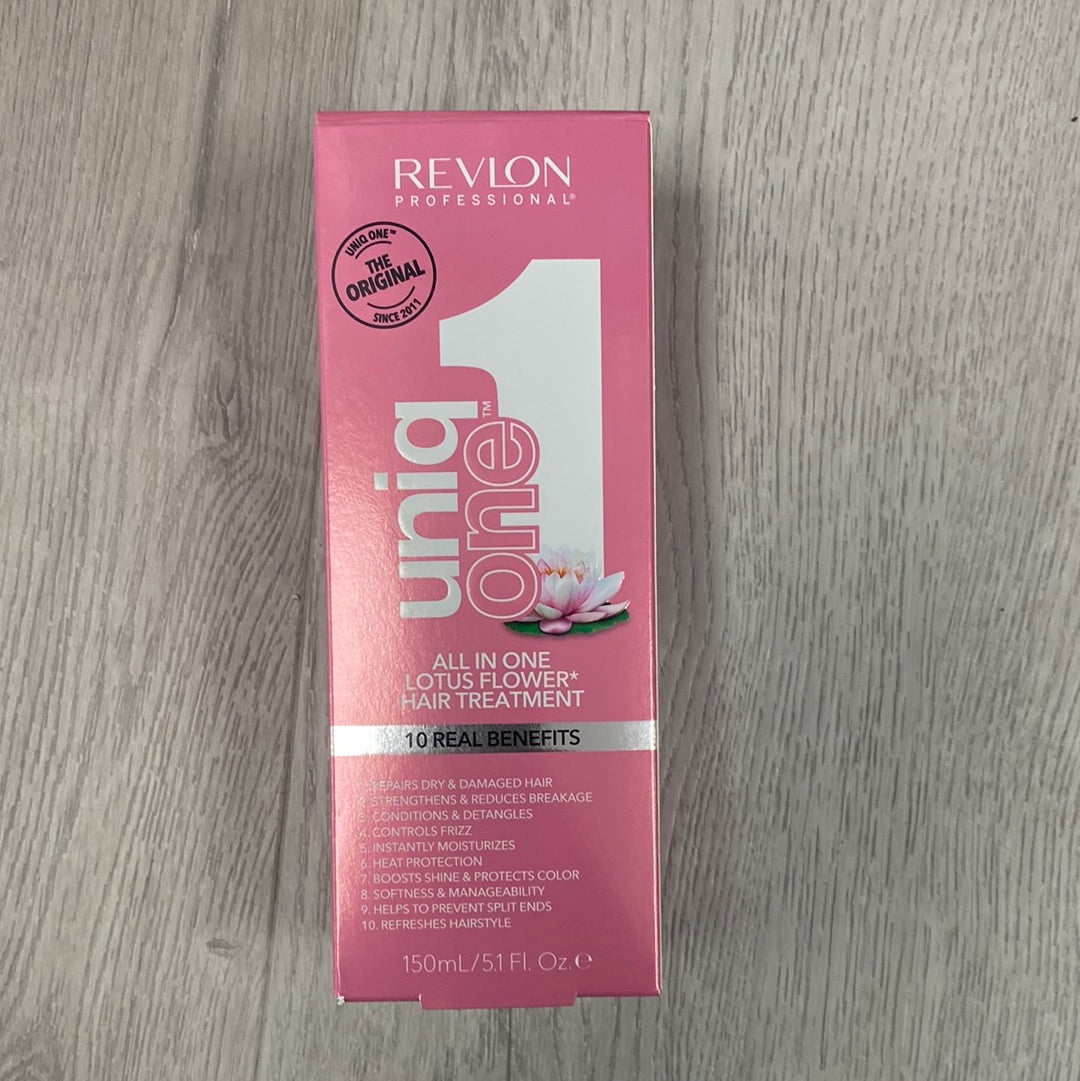 REVLON
PROFESSIONAL®
UNIQ ONE™
THE
ORIGINAL
SINCE 2011
1
uniq
one™
ALL IN ONE
LOTUS FLOWER*
HAIR TREATMENT
10 REAL BENEFITS
1. REPAIRS DRY & DAMAGED HAIR
2. STRENGTHENS & REDUCES BREAKAGE
3. CONDITIONS & DETANGLES
4. CONTROLS FRIZZ
5. INSTANTLY MOISTURIZES
6. HEAT PROTECTION
7. BOOSTS SHINE & PROTECTS COLOR
8. SOFTNESS & MANAGEABILITY
9. HELPS TO PREVENT SPLIT ENDS
10. REFRESHES HAIRSTYLE
150mL/5.1 Fl. Oz.℮